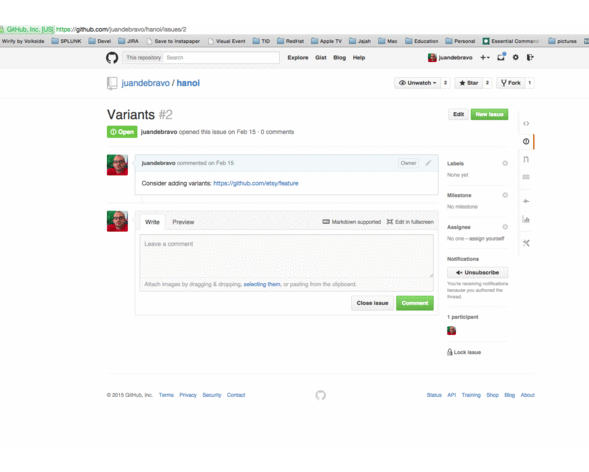 GitHub, Inc. [US] https://github.com/juandebravo/hanoi/issues/2
Wirify by Volkside SPLUNK Devel JIRA Save to Instapaper Visual Event TID RedHat Apple TV Jajah Mac Education Personal Essential Comman pictures
This repository Search Explore Gist Blog Help juandebravo
juandebravo / hanoi Unwatch 2 Star 2 Fork 1
Variants #2 Edit New issue
Open juandebravo opened this issue on Feb 15 · 0 comments
juandebravo commented on Feb 15 Owner
Consider adding variants: https://github.com/etsy/feature
Labels
None yet
Milestone
No milestone
Assignee
No one – assign yourself
Write Preview Markdown supported Edit in fullscreen
Leave a comment
Attach images by dragging & dropping, selecting them, or pasting from the clipboard.
Close issue Comment
Notifications
Unsubscribe
You're receiving notifications
because you authored the
thread.
1 participant
Lock issue
© 2015 GitHub, Inc. Terms Privacy Security Contact Status API Training Shop Blog About